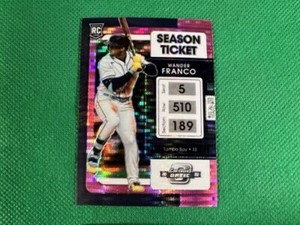 RC
SEASON
TICKET
WANDER
FRANCO
5
510
189
OPTIC